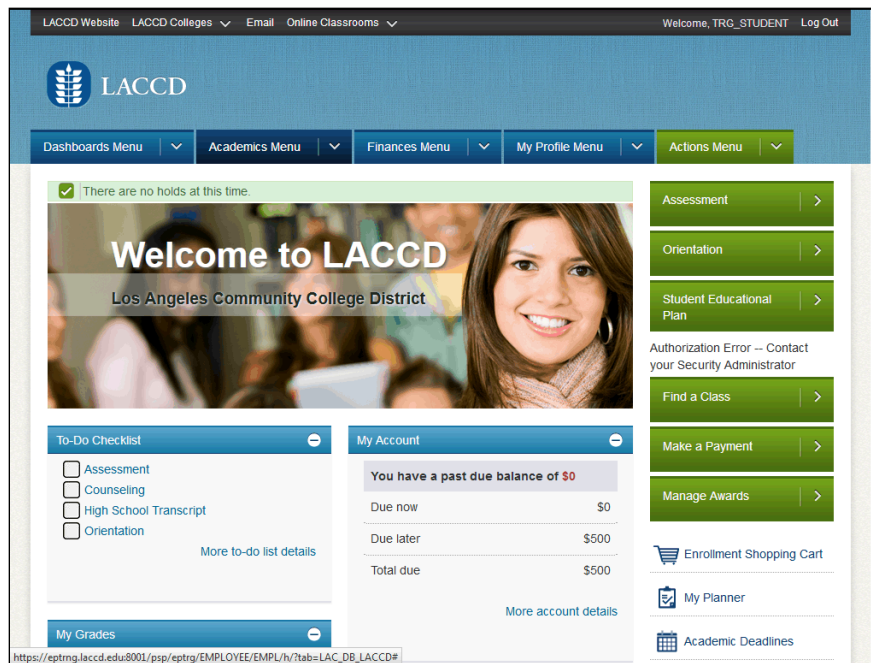 LACCD Website LACCD Colleges Email Online Classrooms Welcome, TRG_STUDENT Log Out
LACCD
Dashboards Menu Academics Menu Finances Menu My Profile Menu Actions Menu
There are no holds at this time.
Welcome to LACCD
Los Angeles Community College District
Assessment
Orientation
Student Educational
Plan
Authorization Error -- Contact
your Security Administrator
Find a Class
Make a Payment
Manage Awards
To-Do Checklist
Assessment
Counseling
High School Transcript
Orientation
More to-do list details
My Account
You have a past due balance of $0
Due now $0
Due later $500
Total due $500
More account details
Enrollment Shopping Cart
My Planner
Academic Deadlines
My Grades
https://eptrng.laccd.edu:8001/psp/eptrg/EMPLOYEE/EMPL/h/?tab=LAC_DB_LACCD#